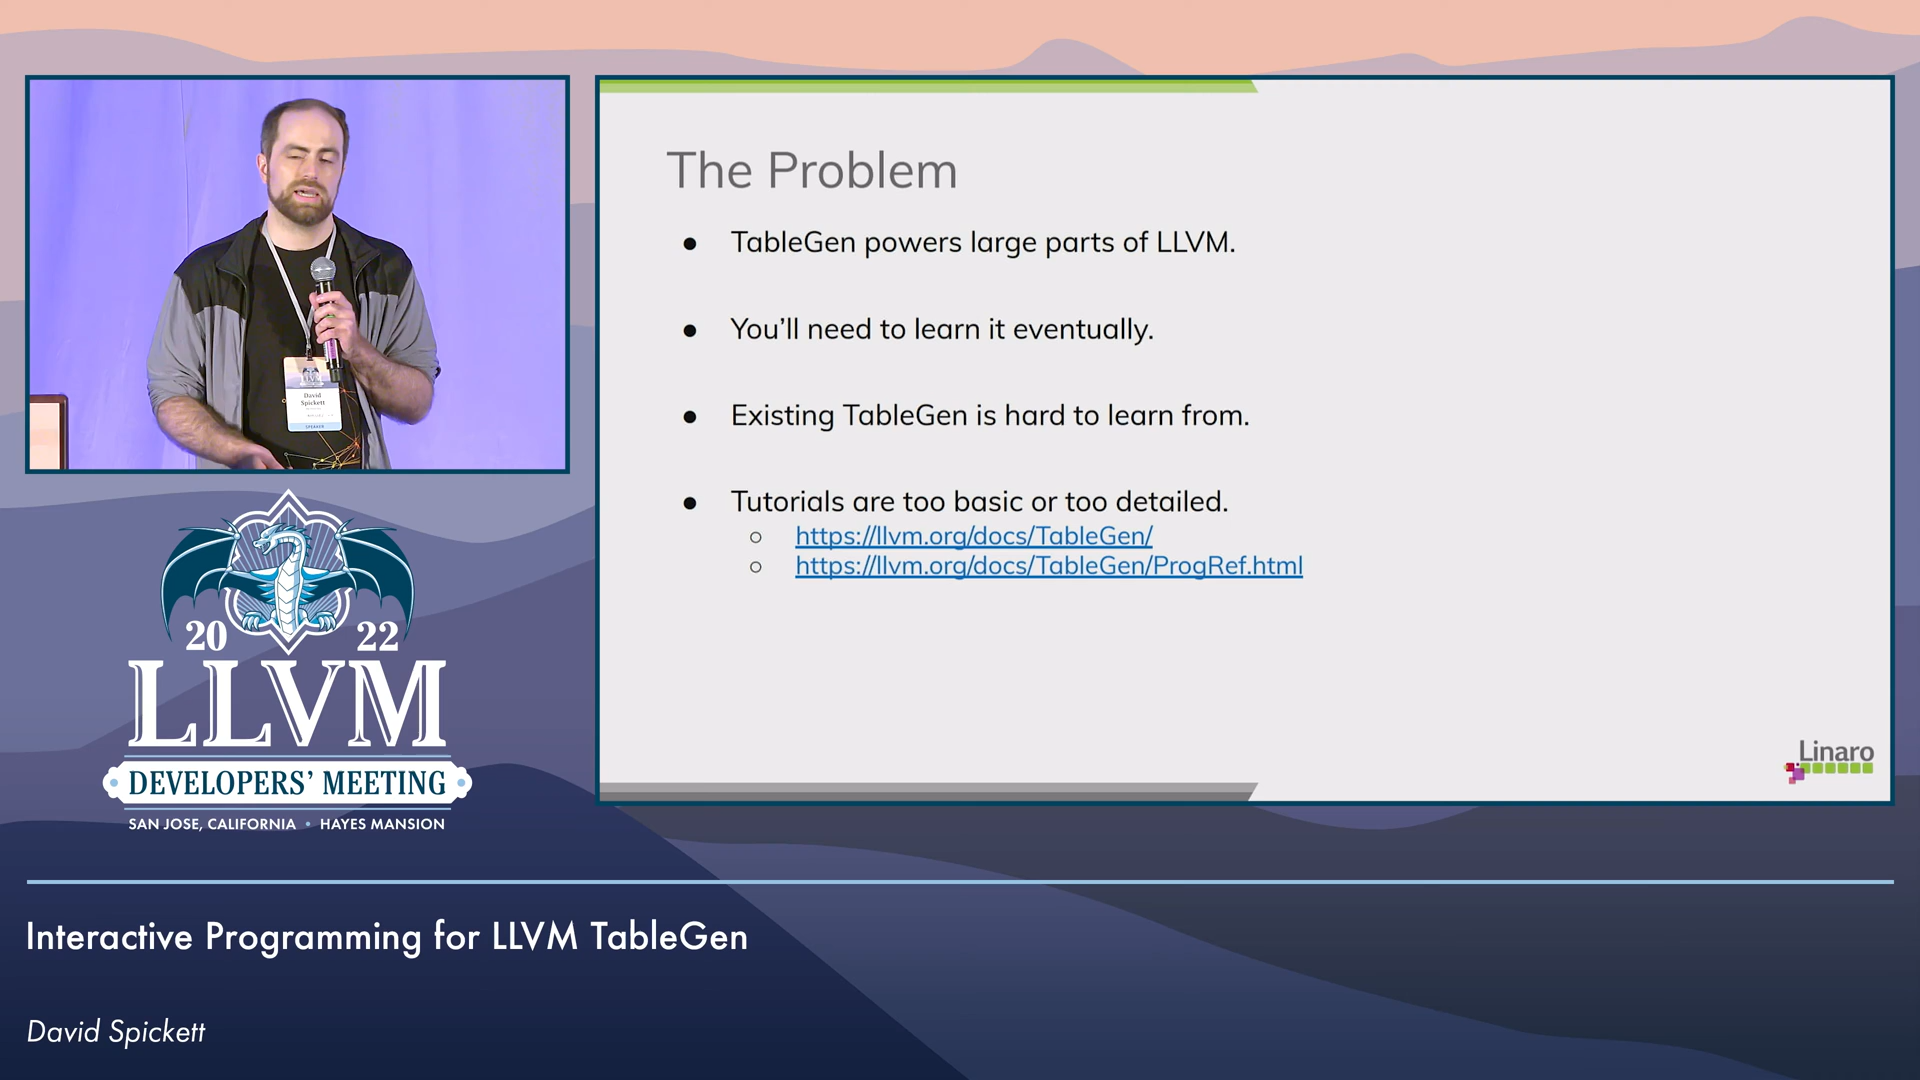 The Problem
● TableGen powers large parts of LLVM.
● You'll need to learn it eventually.
● Existing TableGen is hard to learn from.
● Tutorials are too basic or too detailed.
○ https://llvm.org/docs/TableGen/
○ https://llvm.org/docs/TableGen/ProgRef.html
Linaro
David
Spickett
SPEAKER
20 22
LLVM
DEVELOPERS' MEETING
SAN JOSE, CALIFORNIA • HAYES MANSION
Interactive Programming for LLVM TableGen
David Spickett